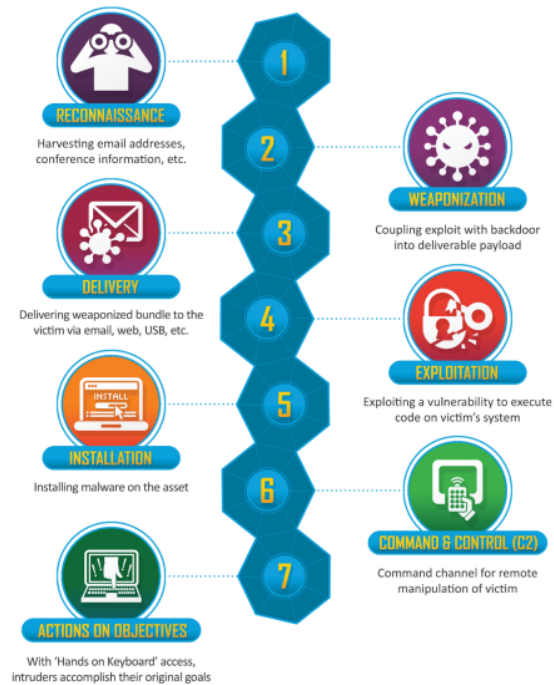 1
RECONNAISSANCE
Harvesting email addresses,
conference information, etc.
2
WEAPONIZATION
Coupling exploit with backdoor
into deliverable payload
3
DELIVERY
Delivering weaponized bundle to the
victim via email, web, USB, etc.
4
EXPLOITATION
Exploiting a vulnerability to execute
code on victim's system
5
INSTALL
INSTALLATION
Installing malware on the asset
6
COMMAND & CONTROL (C2)
Command channel for remote
manipulation of victim
7
ACTIONS ON OBJECTIVES
With ‘Hands on Keyboard’ access,
intruders accomplish their original goals